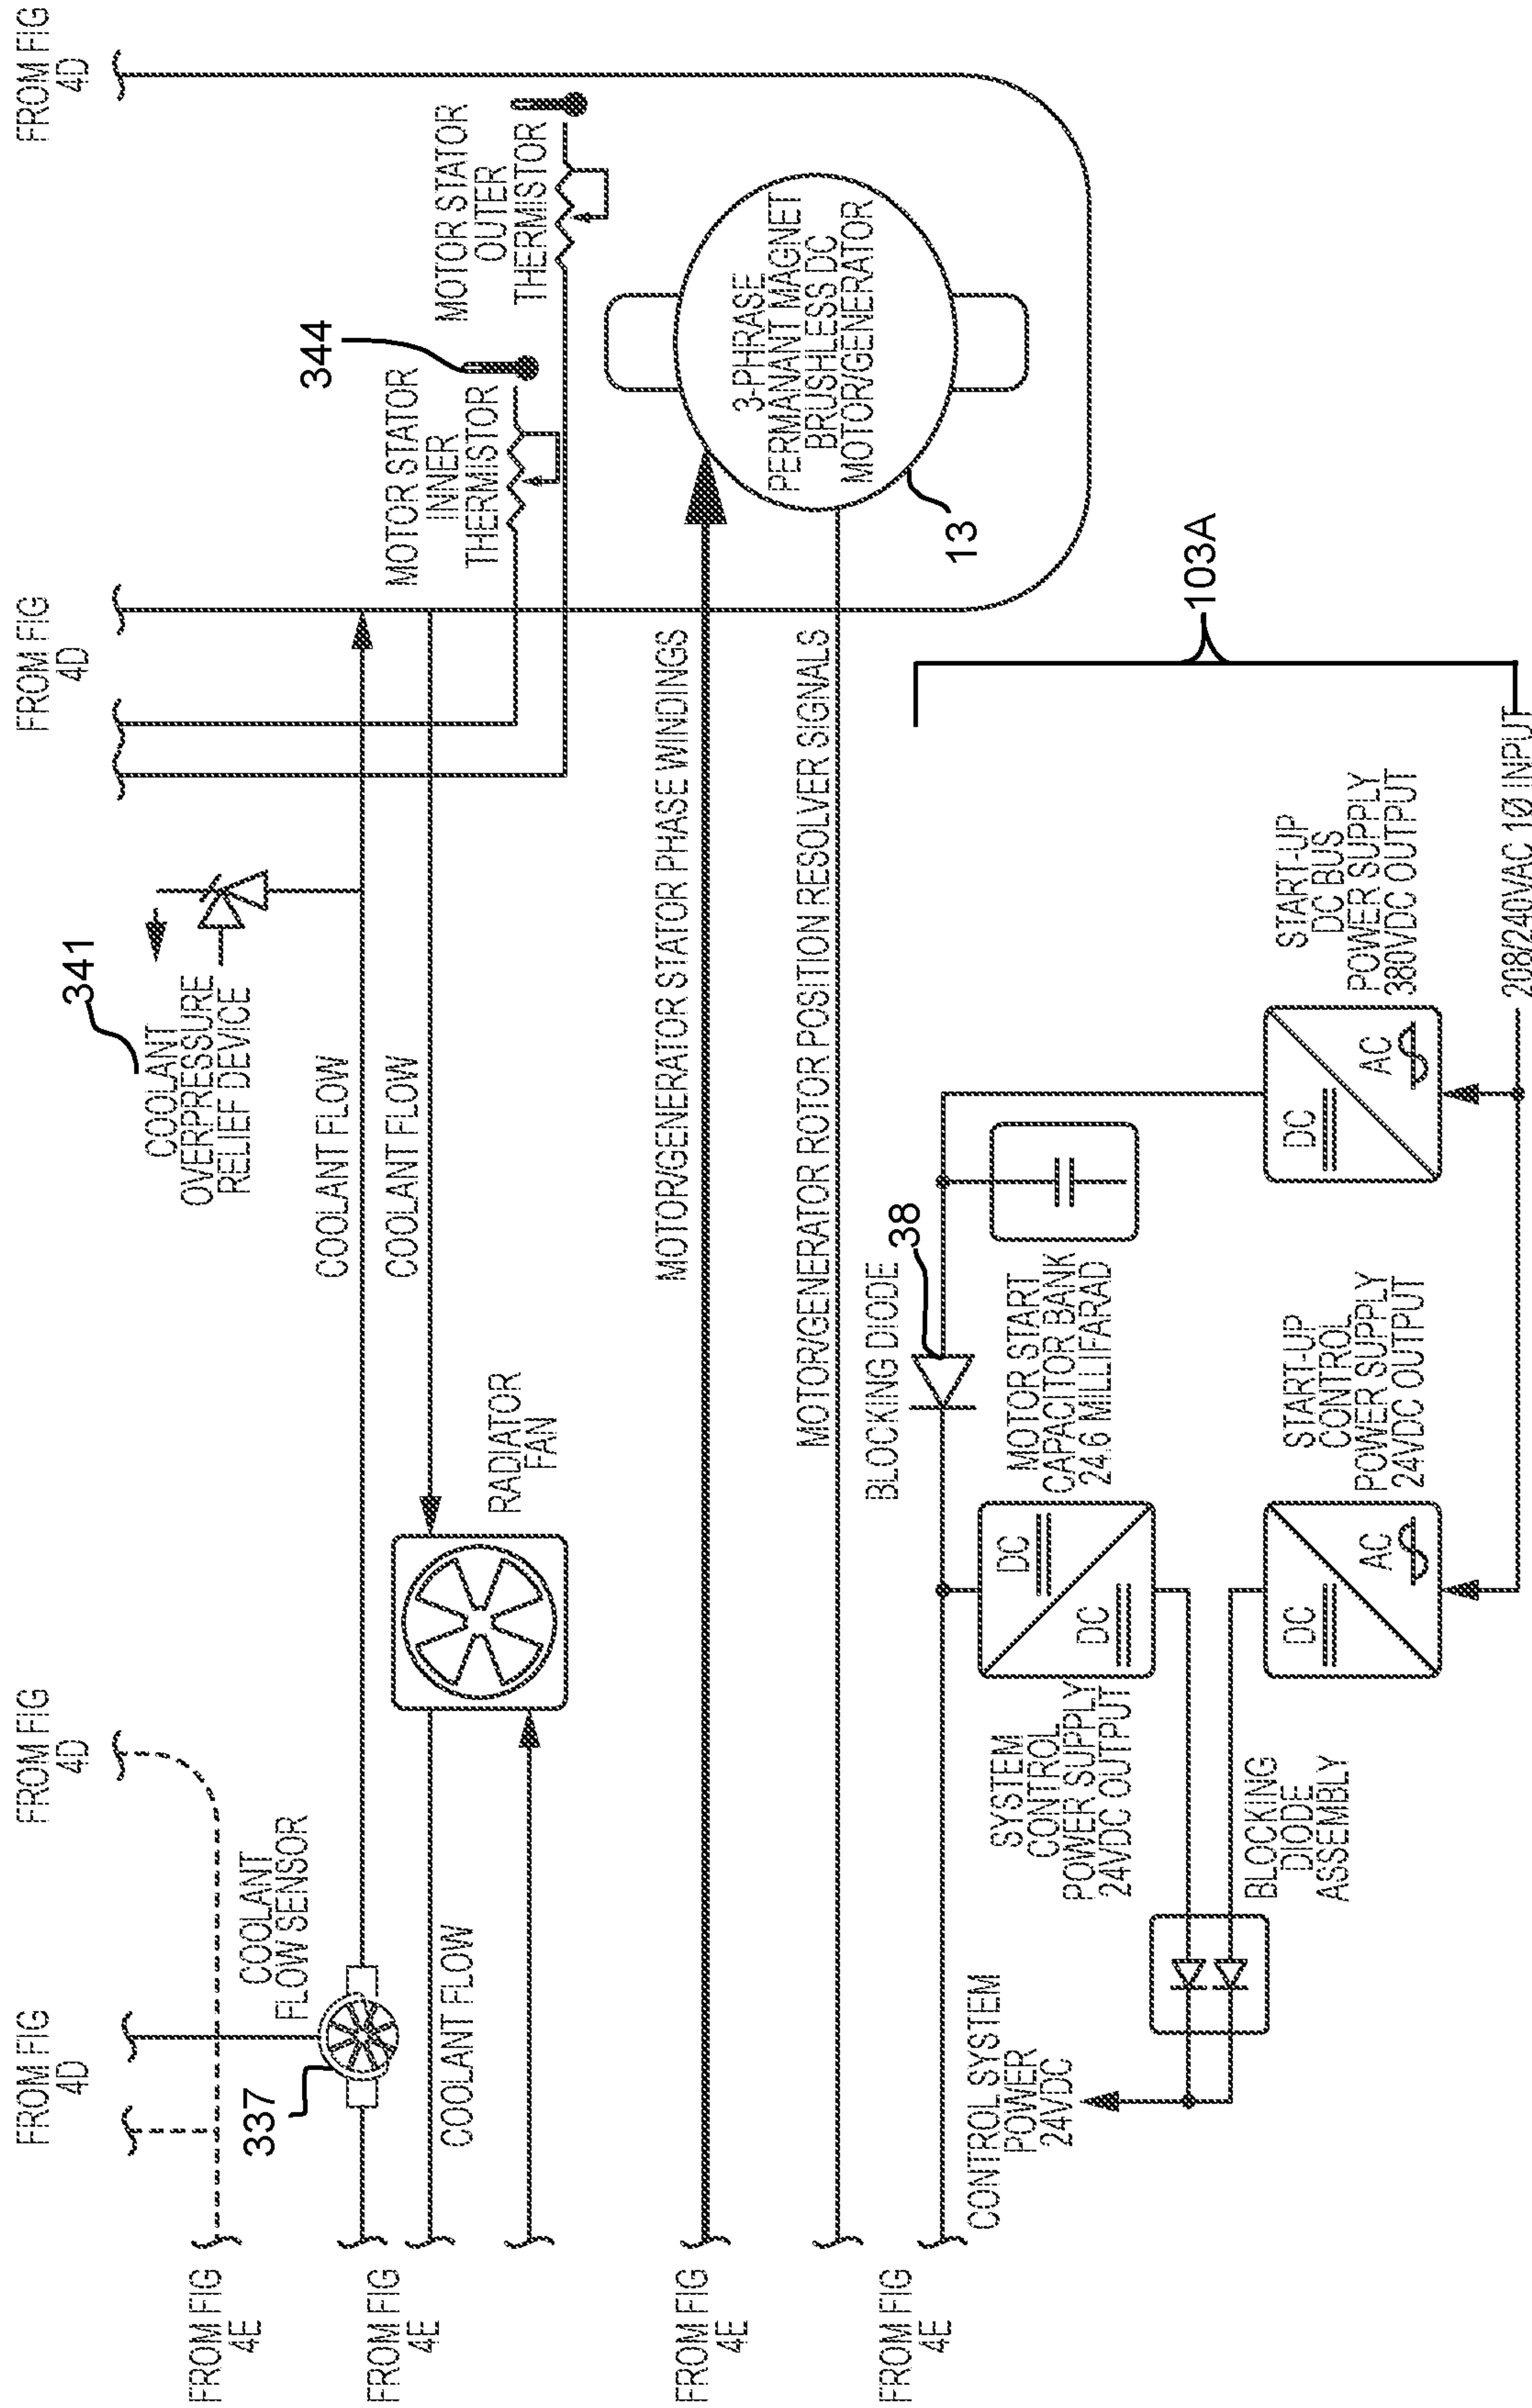 FROM FIG
4E
FROM FIG
4E
FROM FIG
4E
FROM FIG
4E
FROM FIG
4D
FROM FIG
4D
FROM FIG
4D
FROM FIG
4D
337
COOLANT
FLOW SENSOR
COOLANT FLOW
RADIATOR
FAN
COOLANT FLOW
COOLANT FLOW
341
COOLANT
OVERPRESSURE
RELIEF DEVICE
MOTOR STATOR
INNER
THERMISTOR
344
MOTOR STATOR
OUTER
THERMISTOR
MOTOR/GENERATOR STATOR PHASE WINDINGS
MOTOR/GENERATOR ROTOR POSITION RESOLVER SIGNALS
3-PHRASE
PERMANANT MAGNET
BRUSHLESS DC
MOTOR/GENERATOR
13
103A
BLOCKING DIODE
38
CONTROL SYSTEM
POWER
24VDC
SYSTEM
CONTROL
POWER SUPPLY
24VDC OUTPUT
DC
DC
MOTOR START
CAPACITOR BANK
24.6 MILLIFARAD
BLOCKING
DIODE
ASSEMBLY
DC
AC
START-UP
CONTROL
POWER SUPPLY
24VDC OUTPUT
DC
AC
START-UP
DC BUS
POWER SUPPLY
380VDC OUTPUT
208/240VAC 1Ø INPUT